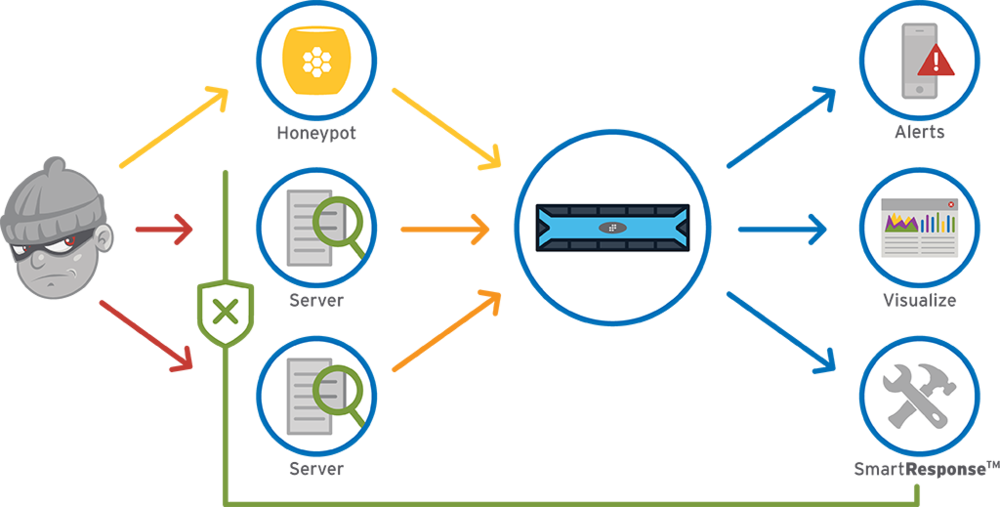 Honeypot
Alerts
Server
Visualize
Server
SmartResponse™